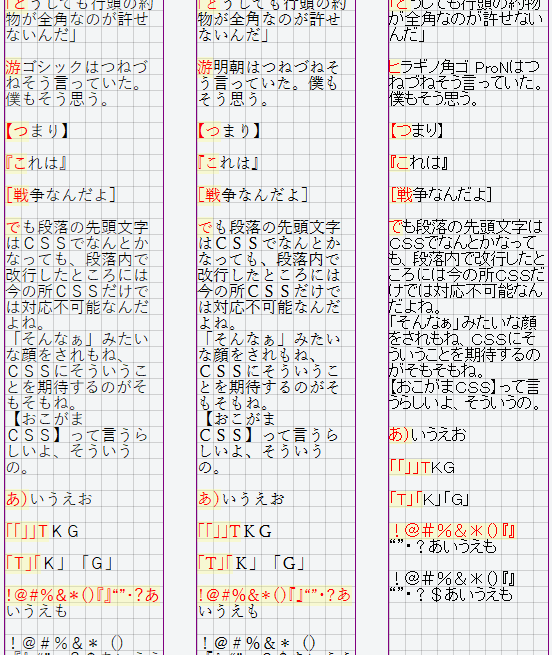 「どうしても行頭の約
物が全角なのが許せ
ないんだ」
游ゴシックはつねづ
ねそう言っていた。
僕もそう思う。
【つまり】
『これは』
[戦争なんだよ]
でも段落の先頭文字
はＣＳＳでなんとか
なっても、段落内で
改行したところには
今の所ＣＳＳだけで
は対応不可能なんだ
よね。
「そんなぁ」みたい
な顔をされもね、
ＣＳＳにそういうこ
とを期待するのがそ
もそもね。
【おこがま
ＣＳＳ】って言うら
しいよ、そういう
の。
あ）いうえお
「「」」ＴＫＧ
「Ｔ」「Ｋ」「Ｇ」
！＠＃％＆＊（）『』“”・？あ
いうえも
！＠＃％＆＊（）
「どうしても行頭の約
物が全角なのが許せ
ないんだ」
游明朝はつねづねそ
う言っていた。僕も
そう思う。
【つまり】
『これは』
[戦争なんだよ]
でも段落の先頭文字
はＣＳＳでなんとか
なっても、段落内で
改行したところには
今の所ＣＳＳだけで
は対応不可能なんだ
よね。
「そんなぁ」みたい
な顔をされもね、
ＣＳＳにそういうこ
とを期待するのがそ
もそもね。
【おこがま
ＣＳＳ】って言うら
しいよ、そういう
の。
あ）いうえお
「「」」ＴＫＧ
「Ｔ」「Ｋ」「Ｇ」
！＠＃％＆＊（）『』“”・？あ
いうえも
！＠＃％＆＊（）
「どうしても行頭の約物
が全角なのが許せない
んだ」
ヒラギノ角ゴ ProNはつ
ねづねそう言っていた。
僕もそう思う。
【つまり】
『これは』
[戦争なんだよ]
でも段落の先頭文字は
ＣＳＳでなんとかなって
も、段落内で改行したと
ころには今の所ＣＳＳだ
けでは対応不可能なん
だよね。
「そんなぁ」みたいな顔
をされもね、ＣＳＳにそ
ういうことを期待するの
がそもそもね。
【おこがまＣＳＳ】って言
うらしいよ、そういうの。
あ）いうえお
「「」」ＴＫＧ
「Ｔ」「Ｋ」「Ｇ」
！＠＃％＆＊（）『』
“”・？あいうえも
！＠＃％＆＊（）『』
“”・？＄あいうえも